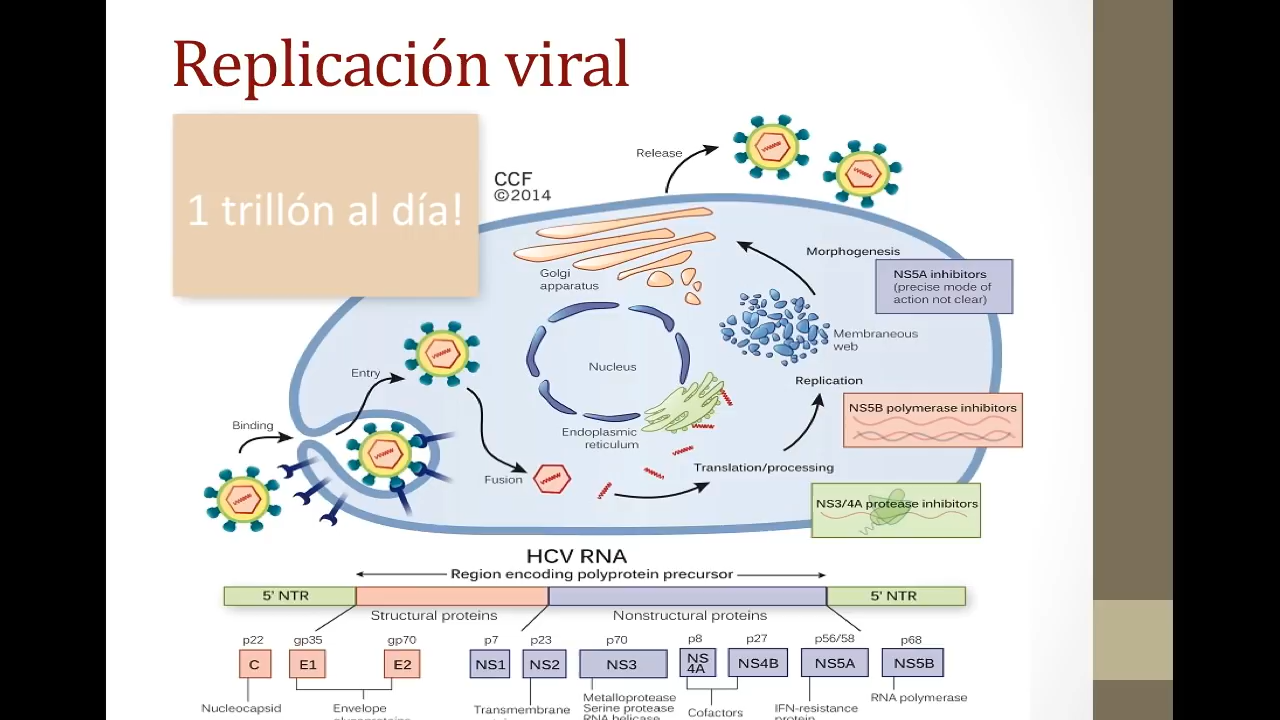 Replicación viral
1 trillón al día!
CCF
©2014
Release
Golgi
apparatus
Morphogenesis
NS5A inhibitors
(precise mode of
action not clear)
Membraneous
web
Nucleus
Entry
Replication
NS5B polymerase inhibitors
Binding
Endoplasmic
reticulum
Fusion
Translation/processing
NS3/4A protease inhibitors
HCV RNA
Region encoding polyprotein precursor
5' NTR
5' NTR
Structural proteins
Nonstructural proteins
p22
gp35
gp70
p7
p23
p70
p8
p27
p56/58
p68
C
E1
E2
NS1
NS2
NS3
NS
4A
NS4B
NS5A
NS5B
Nucleocapsid
Envelope
Transmembrane
Metalloprotease
Serine protease
RNA helicase
Cofactors
IFN-resistance
protein
RNA polymerase